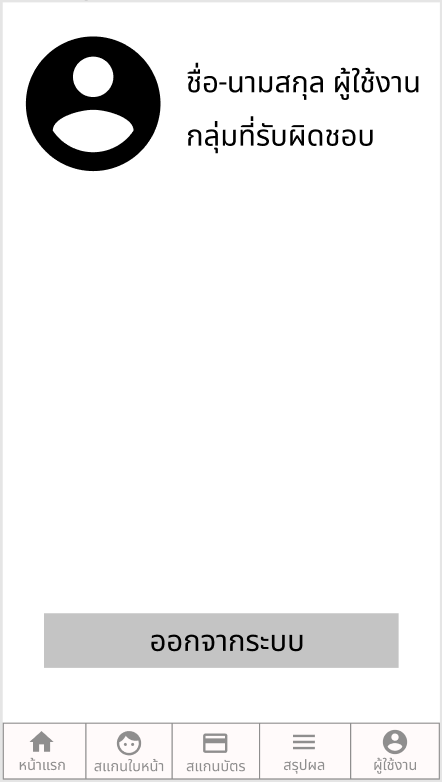 ชื่อ-นามสกุล ผู้ใช้งาน
กลุ่มที่รับผิดชอบ
ออกจากระบบ
หน้าแรก
สแกนใบหน้า
สแกนบัตร
สรุปผล
ผู้ใช้งาน